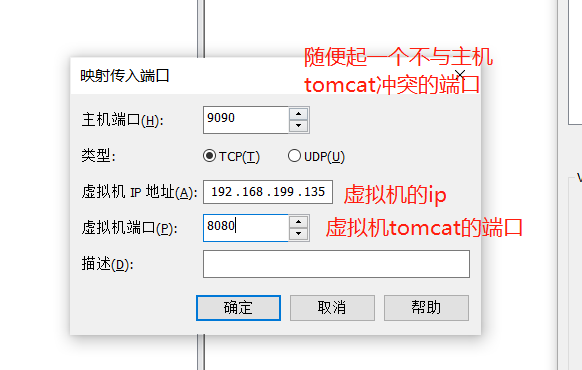 随便起一个不与主机
tomcat冲突的端口
映射传入端口
主机端口(H): 9090
类型: TCP(T) UDP(U)
虚拟机 IP 地址(A): 192 . 168 . 199 . 135 虚拟机的ip
虚拟机端口(P): 8080 虚拟机tomcat的端口
描述(D):
确定 取消 帮助
V